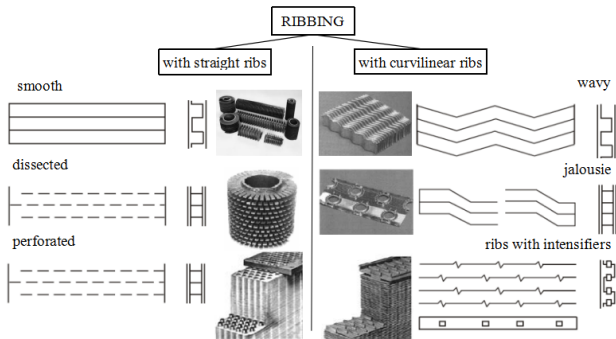 RIBBING
with straight ribs
with curvilinear ribs
smooth
wavy
dissected
jalousie
perforated
ribs with intensifiers